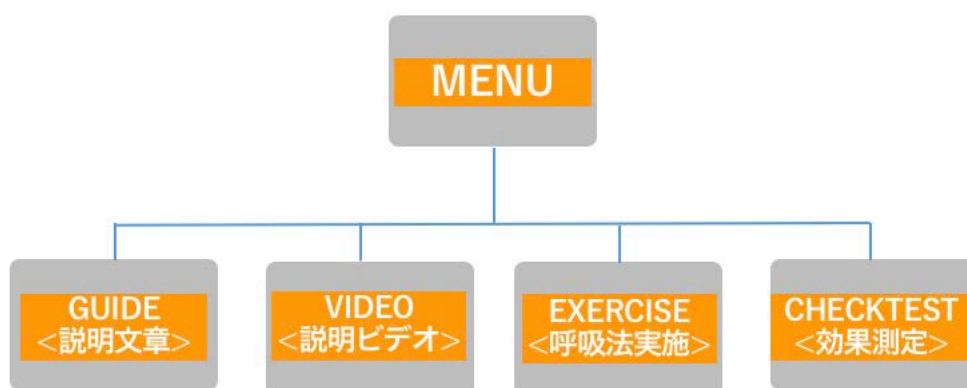 MENU
GUIDE
<説明文章>
VIDEO
<説明ビデオ>
EXERCISE
<呼吸法実施>
CHECKTEST
<効果測定>